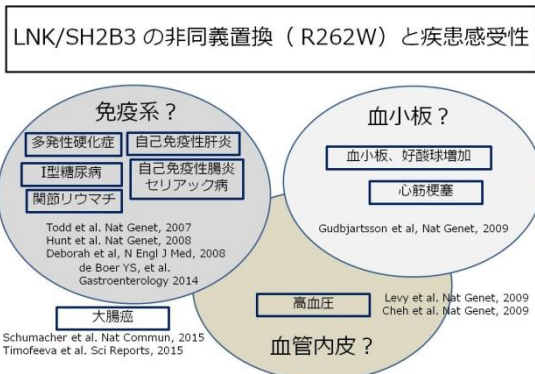 LNK/SH2B3 の非同義置換（ R262W）と疾患感受性
免疫系？
多発性硬化症
自己免疫性肝炎
I型糖尿病
自己免疫性腸炎
セリアック病
関節リウマチ
Todd et al. Nat Genet, 2007
Hunt et al. Nat Genet, 2008
Deborah et al, N Engl J Med, 2008
de Boer YS, et al.
Gastroenterology 2014
血小板？
血小板、好酸球増加
心筋梗塞
Gudbjartsson et al, Nat Genet, 2009
大腸癌
Schumacher et al. Nat Commun, 2015
Timofeeva et al. Sci Reports, 2015
高血圧
Levy et al. Nat Genet, 2009
Cheh et al. Nat Genet, 2009
血管内皮？